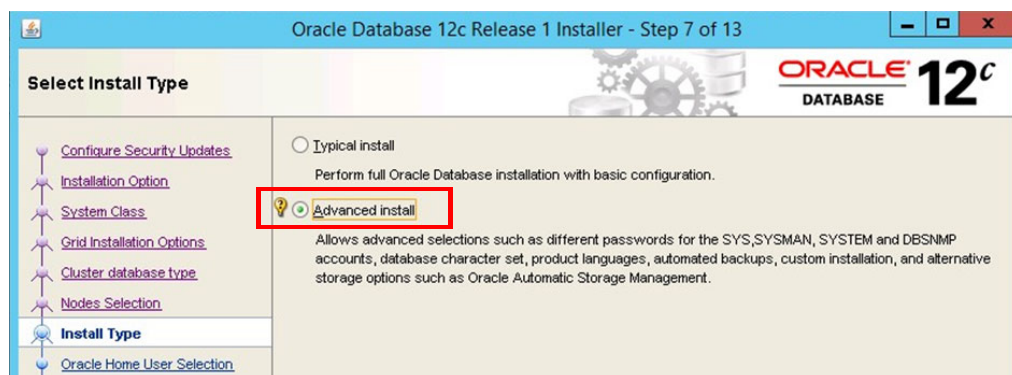 Oracle Database 12c Release 1 Installer - Step 7 of 13
Select Install Type
ORACLE®
DATABASE
12c
Configure Security Updates
Installation Option
System Class
Grid Installation Options
Cluster database type
Nodes Selection
Install Type
Oracle Home User Selection
Typical install
Perform full Oracle Database installation with basic configuration.
Advanced install
Allows advanced selections such as different passwords for the SYS,SYSMAN, SYSTEM and DBSNMP
accounts, database character set, product languages, automated backups, custom installation, and alternative
storage options such as Oracle Automatic Storage Management.